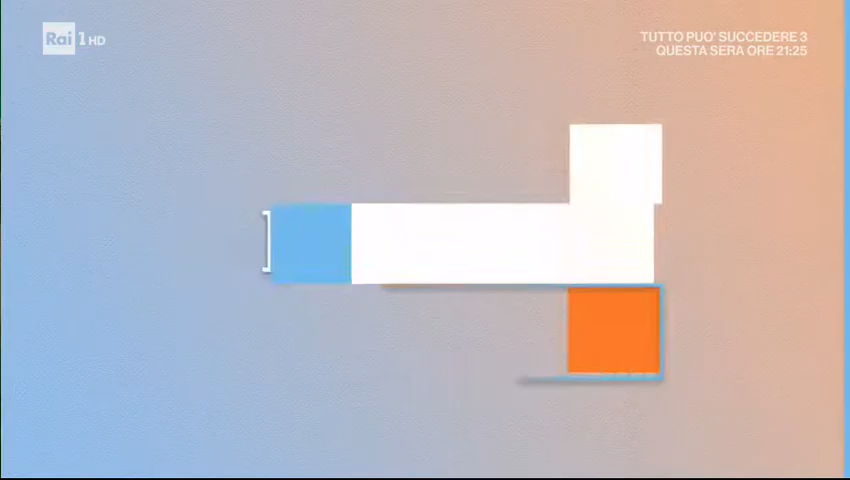 Rai 1 HD
TUTTO PUO' SUCCEDERE 3
QUESTA SERA ORE 21:25